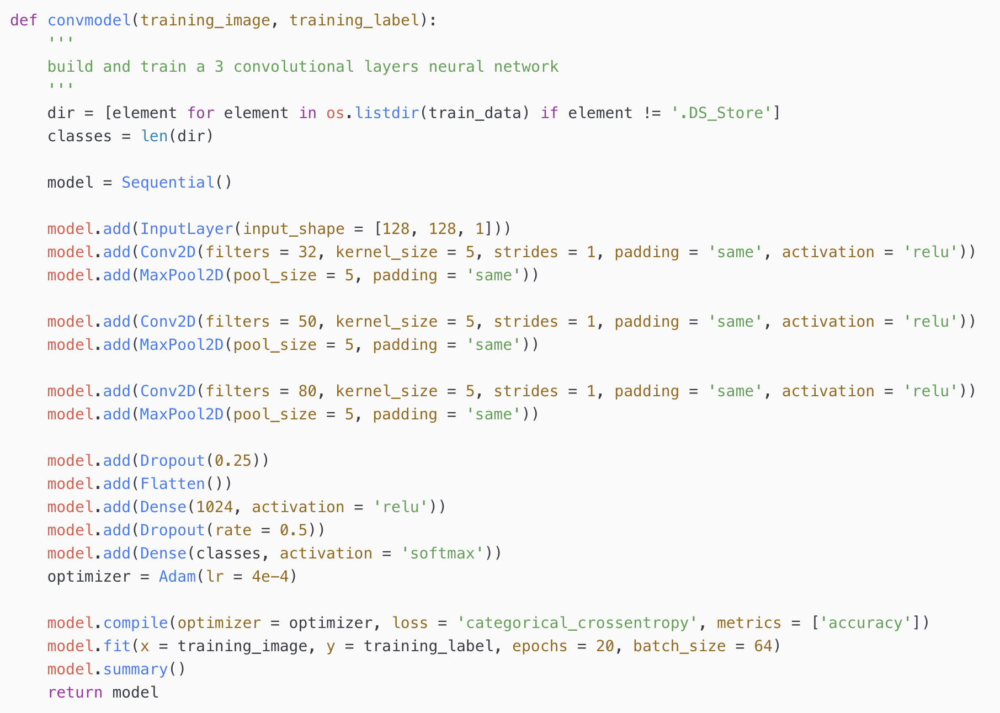 def convmodel(training_image, training_label):
    '''
    build and train a 3 convolutional layers neural network
    '''
    dir = [element for element in os.listdir(train_data) if element != '.DS_Store']
    classes = len(dir)

    model = Sequential()

    model.add(InputLayer(input_shape = [128, 128, 1]))
    model.add(Conv2D(filters = 32, kernel_size = 5, strides = 1, padding = 'same', activation = 'relu'))
    model.add(MaxPool2D(pool_size = 5, padding = 'same'))

    model.add(Conv2D(filters = 50, kernel_size = 5, strides = 1, padding = 'same', activation = 'relu'))
    model.add(MaxPool2D(pool_size = 5, padding = 'same'))

    model.add(Conv2D(filters = 80, kernel_size = 5, strides = 1, padding = 'same', activation = 'relu'))
    model.add(MaxPool2D(pool_size = 5, padding = 'same'))

    model.add(Dropout(0.25))
    model.add(Flatten())
    model.add(Dense(1024, activation = 'relu'))
    model.add(Dropout(rate = 0.5))
    model.add(Dense(classes, activation = 'softmax'))
    optimizer = Adam(lr = 4e-4)

    model.compile(optimizer = optimizer, loss = 'categorical_crossentropy', metrics = ['accuracy'])
    model.fit(x = training_image, y = training_label, epochs = 20, batch_size = 64)
    model.summary()
    return model